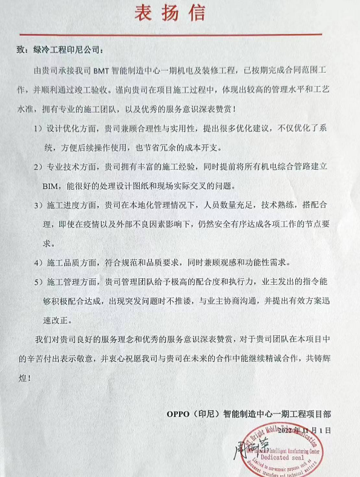 表扬信
致：绿冷工程印尼公司：
由贵司承接我司 BMT 智能制造中心一期机电及装修工程，已按期完成合同范围工
作，并顺利通过竣工验收。谨向贵司在项目施工过程中，体现出较高的管理水平和工艺
水准，拥有专业的施工团队，以及优秀的服务意识深表赞赏！
1）设计优化方面，贵司兼顾合理性与实用性，提出很多优化建议，不仅优化了系
统，方便后续操作使用，也节省冗余的成本开支。
2）专业技术方面，贵司拥有丰富的施工经验，同时提前将所有机电综合管路建立
BIM，能很好的处理设计图纸和现场实际交叉的问题。
3）施工进度方面，贵司在本地化管理情况下，人员数量充足，技术熟练，搭配合
理，即使在疫情以及外部不良因素影响下，仍然安全有序达成各项工作的节点要
求。
4）施工品质方面，符合规范和品质要求，同时兼顾观感和功能性需求。
5）施工管理方面，贵司管理团队给予极高的配合度和执行力，业主发出的指令能
够积极配合达成，出现突发问题时不推诿，与业主协商沟通，并提出有效方案迅
速改正。
我们对贵司良好的服务理念和优秀的服务意识深表赞赏，对于贵司团队在本项目中
的辛苦付出表示敬意，并衷心祝愿我司与贵司在未来的合作中能继续精诚合作，共铸辉
煌！
OPPO（印尼）智能制造中心一期工程项目部
2022 年 11 月 1 日
Dedicated seal